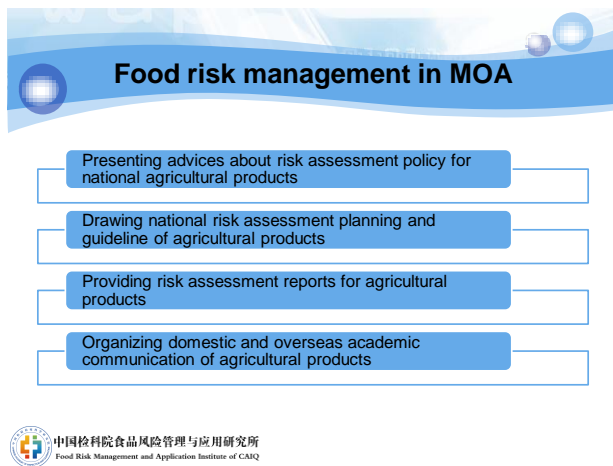 Food risk management in MOA
Presenting advices about risk assessment policy for
national agricultural products
Drawing national risk assessment planning and
guideline of agricultural products
Providing risk assessment reports for agricultural
products
Organizing domestic and overseas academic
communication of agricultural products
中国检科院食品风险管理与应用研究所
Food Risk Management and Application Institute of CAIQ